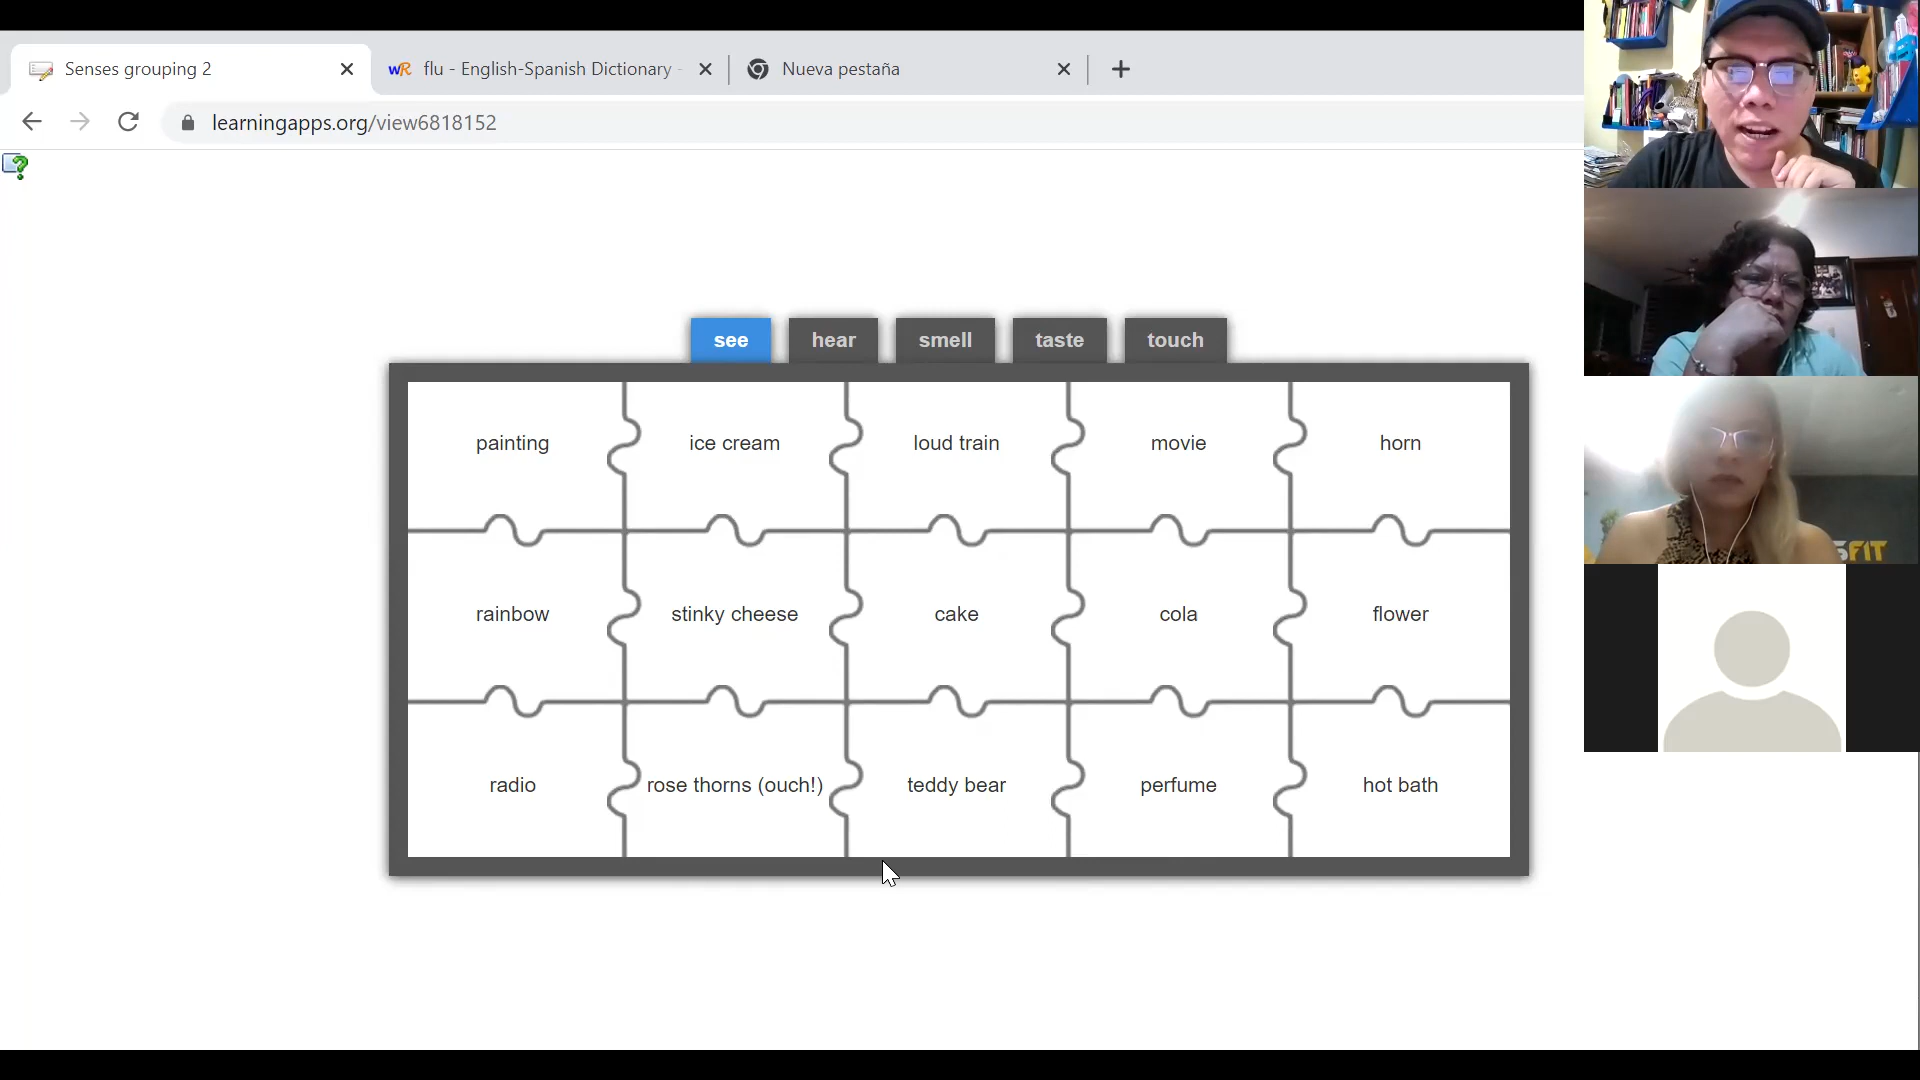 Senses grouping 2
WR flu - English-Spanish Dictionary -
Nueva pestaña
learningapps.org/view6818152
see hear smell taste touch
painting ice cream loud train movie horn
rainbow stinky cheese cake cola flower
radio rose thorns (ouch!) teddy bear perfume hot bath
SFIT